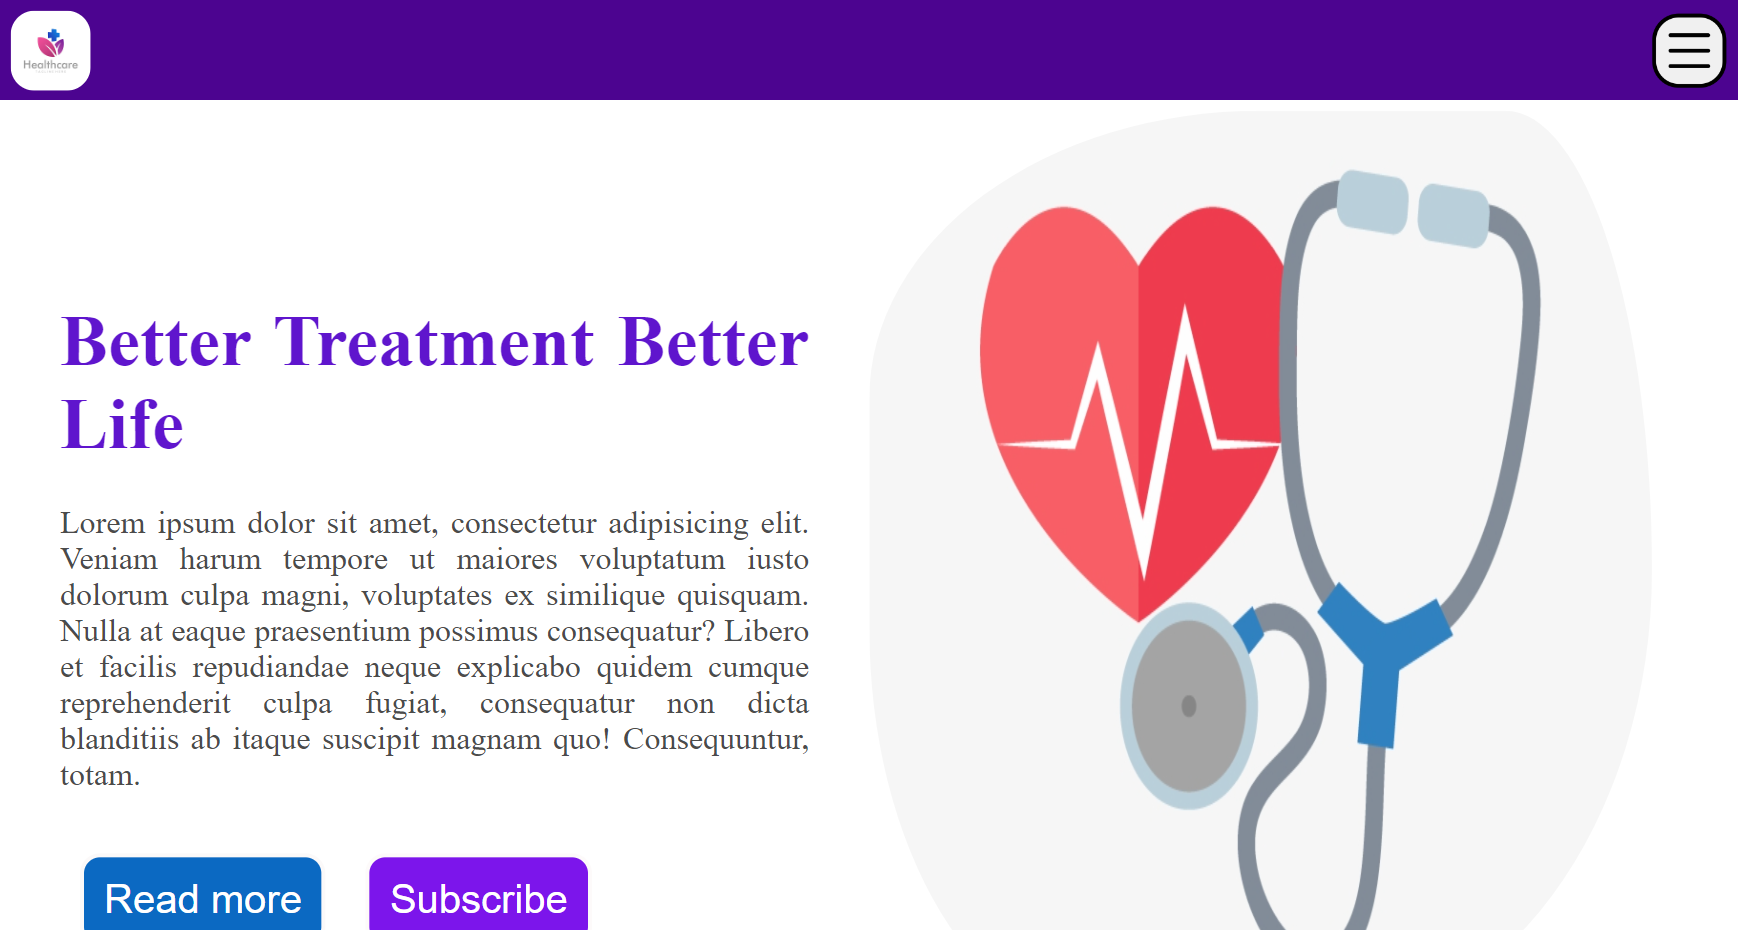 Healthcare
Better Treatment Better
Life
Lorem ipsum dolor sit amet, consectetur adipisicing elit.
Veniam harum tempore ut maiores voluptatum iusto
dolorum culpa magni, voluptates ex similique quisquam.
Nulla at eaque praesentium possimus consequatur? Libero
et facilis repudiandae neque explicabo quidem cumque
reprehenderit culpa fugiat, consequatur non dicta
blanditiis ab itaque suscipit magnam quo! Consequuntur,
totam.
Read more
Subscribe